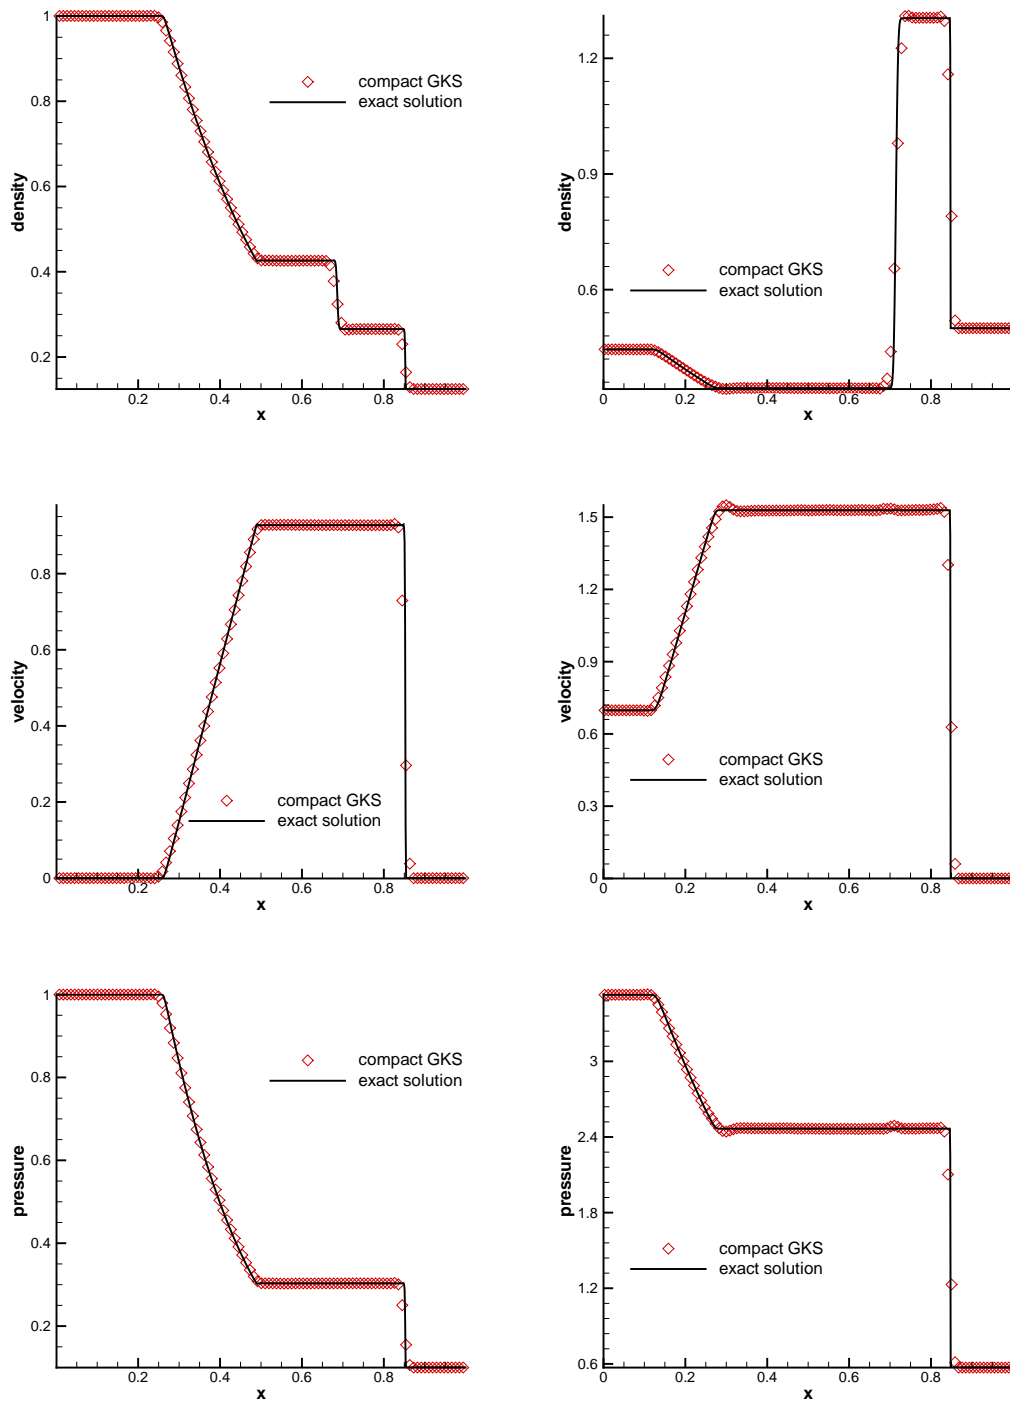 1
0.8
0.6
0.4
0.2
density
compact GKS
exact solution
0.2 0.4 0.6 0.8
x
1.2
0.9
0.6
density
compact GKS
exact solution
0 0.2 0.4 0.6 0.8
x
0.8
0.6
0.4
0.2
0
velocity
compact GKS
exact solution
0.2 0.4 0.6 0.8
x
1.5
1.2
0.9
0.6
0.3
0
velocity
compact GKS
exact solution
0 0.2 0.4 0.6 0.8
x
1
0.8
0.6
0.4
0.2
pressure
compact GKS
exact solution
0.2 0.4 0.6 0.8
x
3
2.4
1.8
1.2
0.6
pressure
compact GKS
exact solution
0 0.2 0.4 0.6 0.8
x